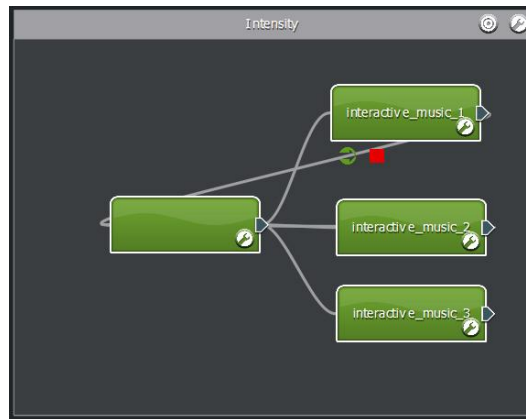 Intensity
interactive_music_1
interactive_music_2
interactive_music_3